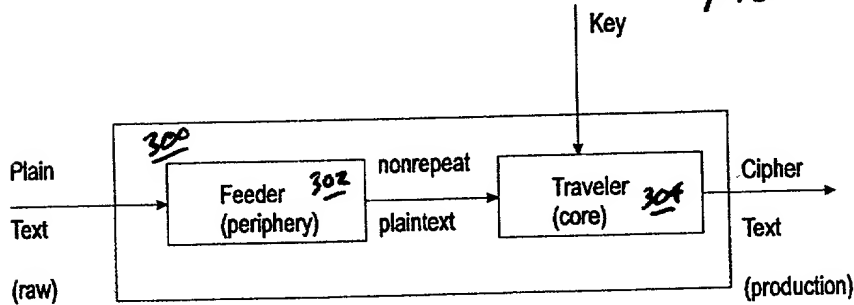 Key
300
Plain
Text
(raw)
Feeder 302
(periphery)
nonrepeat
plaintext
Traveler
(core) 304
Cipher
Text
(production)